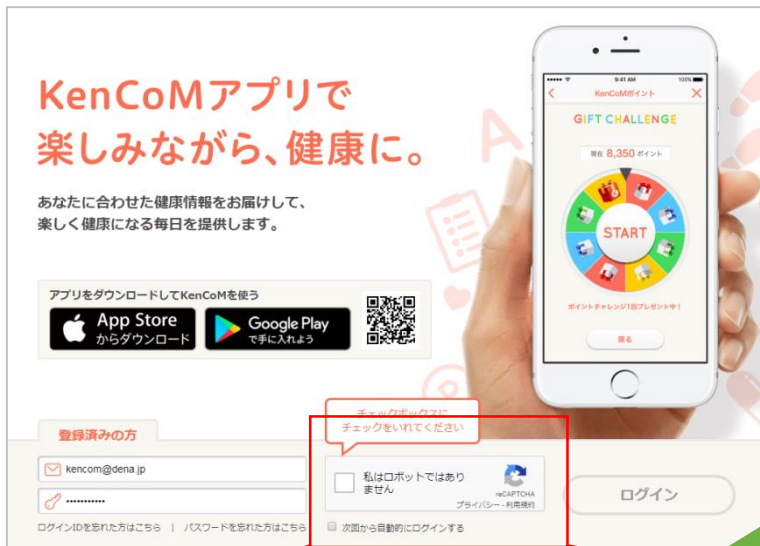 KenCoMアプリで
楽しみながら、健康に。
あなたに合わせた健康情報をお届けして、
楽しく健康になる毎日を提供します。
アプリをダウンロードしてKenCoMを使う
App Store
からダウンロード
Google Play
で手に入れよう
9:41 AM
100%
KenCoMポイント
GIFT CHALLENGE
現在 8,350 ポイント
START
ポイントチャレンジ1回プレゼント中！
戻る
チェックボックスに
チェックをいれてください
登録済みの方
kencom@dena.jp
••••••••••
私はロボットではあり
ません
reCAPTCHA
プライバシー - 利用規約
ログイン
ログインIDを忘れた方はこちら | パスワードを忘れた方はこちら
次回から自動的にログインする